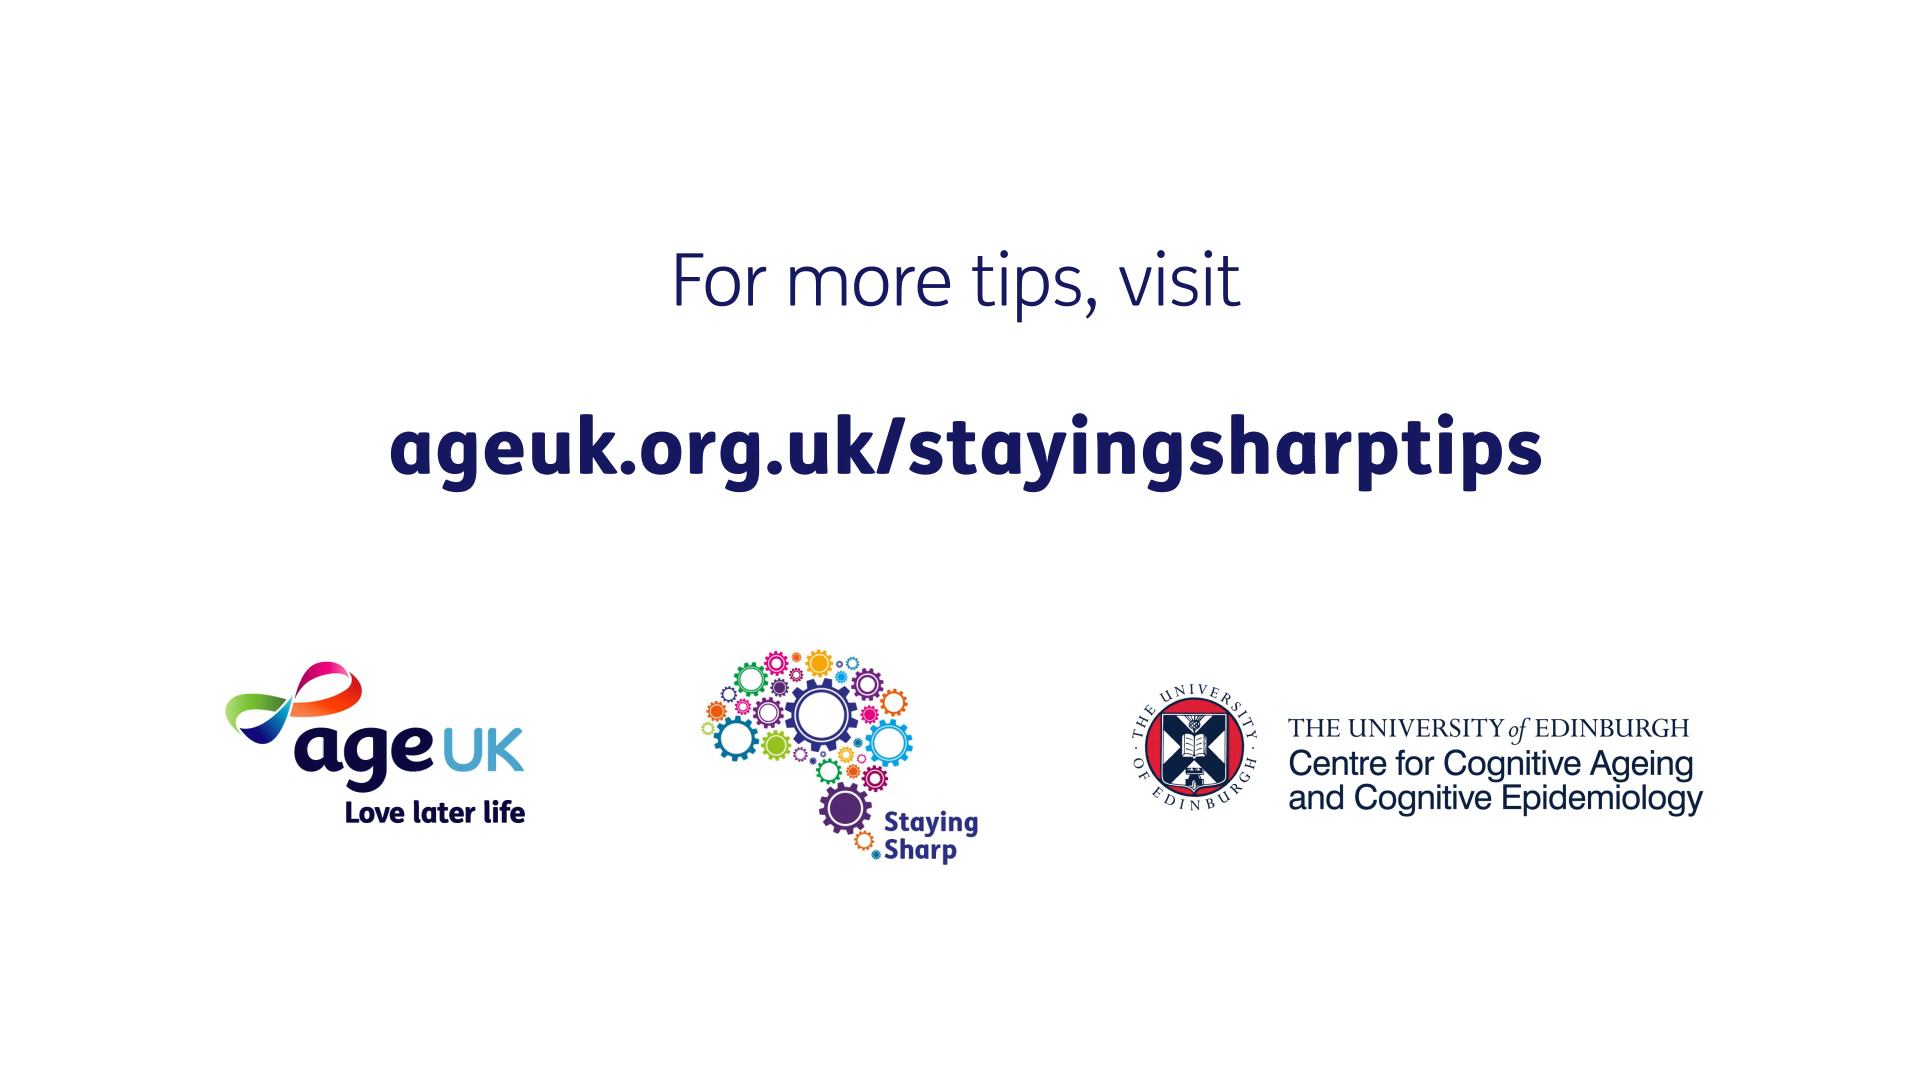 For more tips, visit
ageuk.org.uk/stayingsharptips
age UK
Love later life
Staying
Sharp
THE UNIVERSITY OF EDINBURGH
THE UNIVERSITY of EDINBURGH
Centre for Cognitive Ageing
and Cognitive Epidemiology